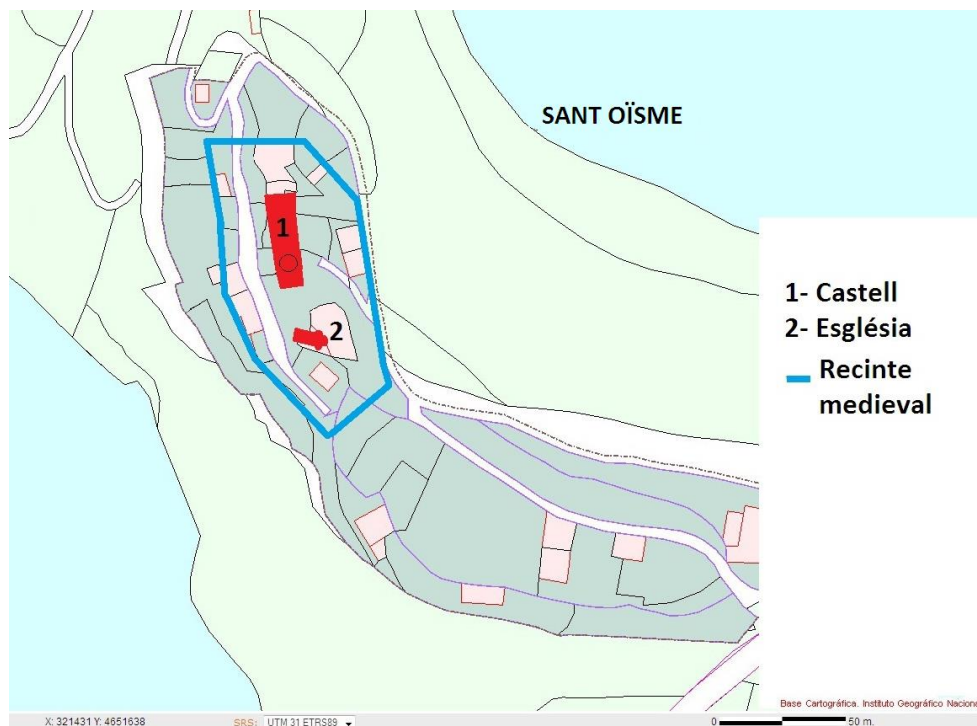 SANT OÏSME
1
2
1- Castell
2- Església
Recinte
medieval
Base Cartográfica. Instituto Geográfico Nacion
X: 321431 Y: 4651638
SRS: UTM 31 ETRS89
0 50 m.